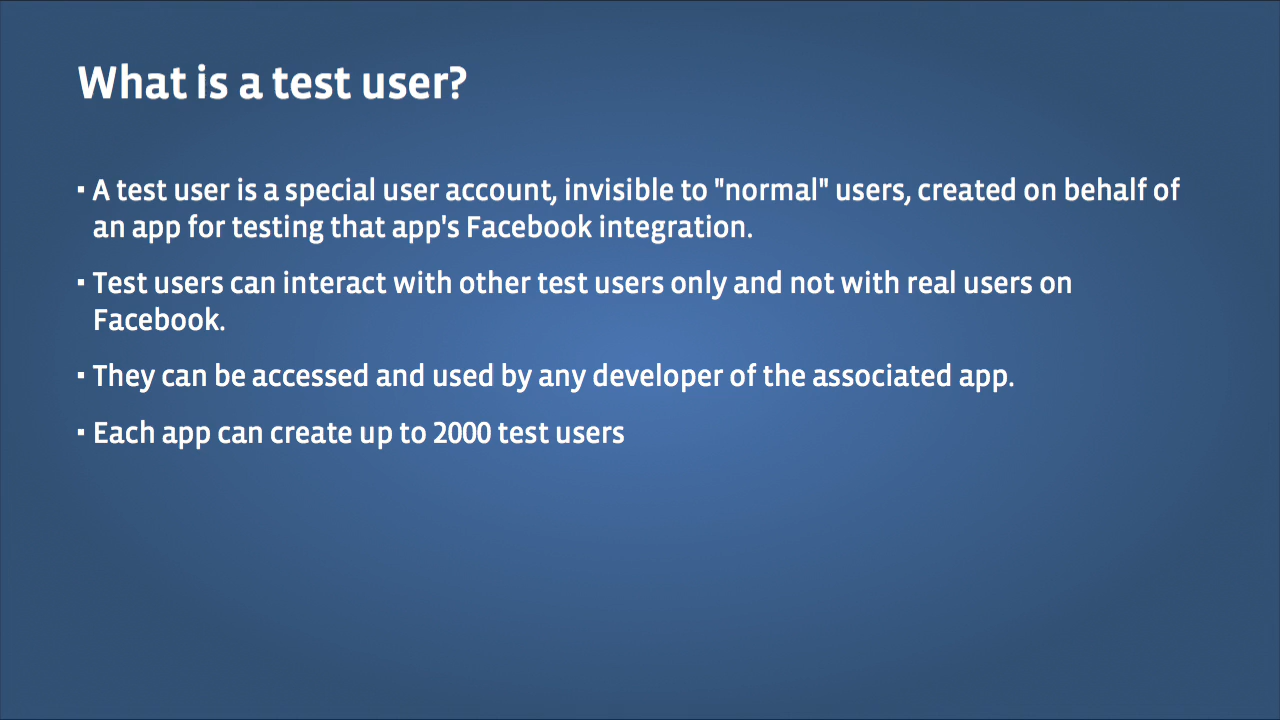 What is a test user?
▪ A test user is a special user account, invisible to "normal" users, created on behalf of
an app for testing that app's Facebook integration.
▪ Test users can interact with other test users only and not with real users on
Facebook.
▪ They can be accessed and used by any developer of the associated app.
▪ Each app can create up to 2000 test users